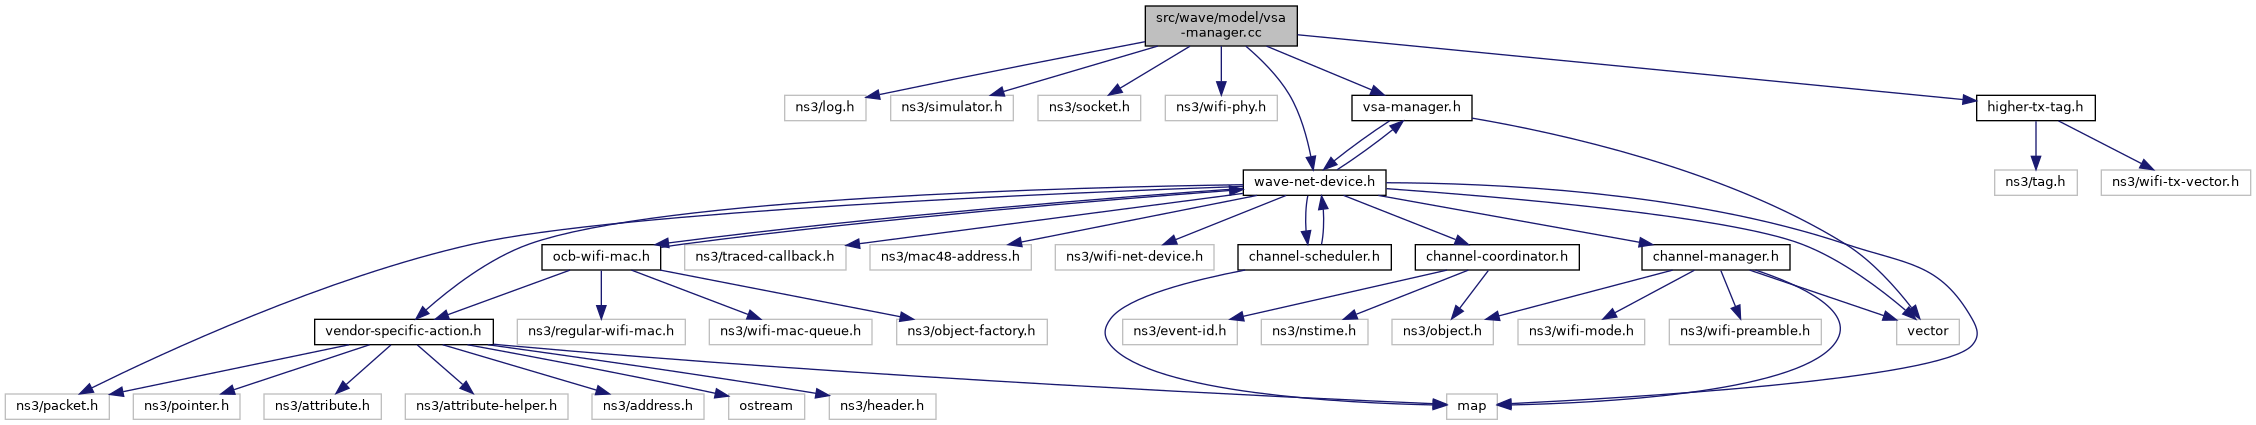 src/wave/model/vsa
-manager.cc
ns3/log.h
ns3/simulator.h
ns3/socket.h
ns3/wifi-phy.h
vsa-manager.h
higher-tx-tag.h
wave-net-device.h
ns3/tag.h
ns3/wifi-tx-vector.h
ocb-wifi-mac.h
ns3/traced-callback.h
ns3/mac48-address.h
ns3/wifi-net-device.h
channel-scheduler.h
channel-coordinator.h
channel-manager.h
vendor-specific-action.h
ns3/regular-wifi-mac.h
ns3/wifi-mac-queue.h
ns3/object-factory.h
ns3/event-id.h
ns3/nstime.h
ns3/object.h
ns3/wifi-mode.h
ns3/wifi-preamble.h
vector
ns3/packet.h
ns3/pointer.h
ns3/attribute.h
ns3/attribute-helper.h
ns3/address.h
ostream
ns3/header.h
map